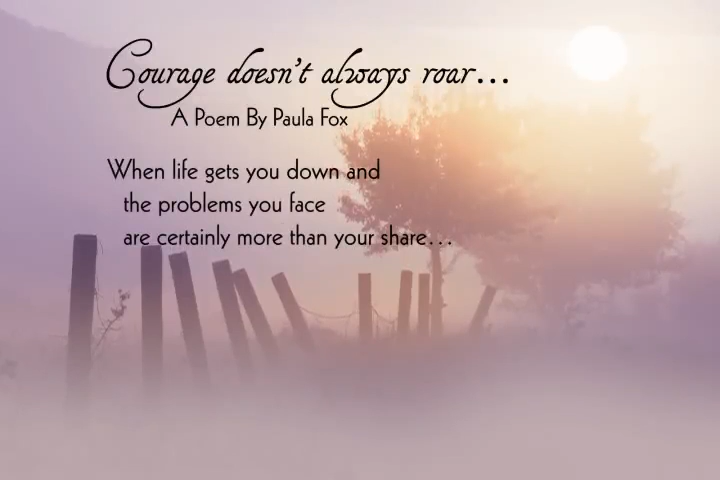 Courage doesn't always roar...
A Poem By Paula Fox
When life gets you down and
the problems you face
are certainly more than your share...